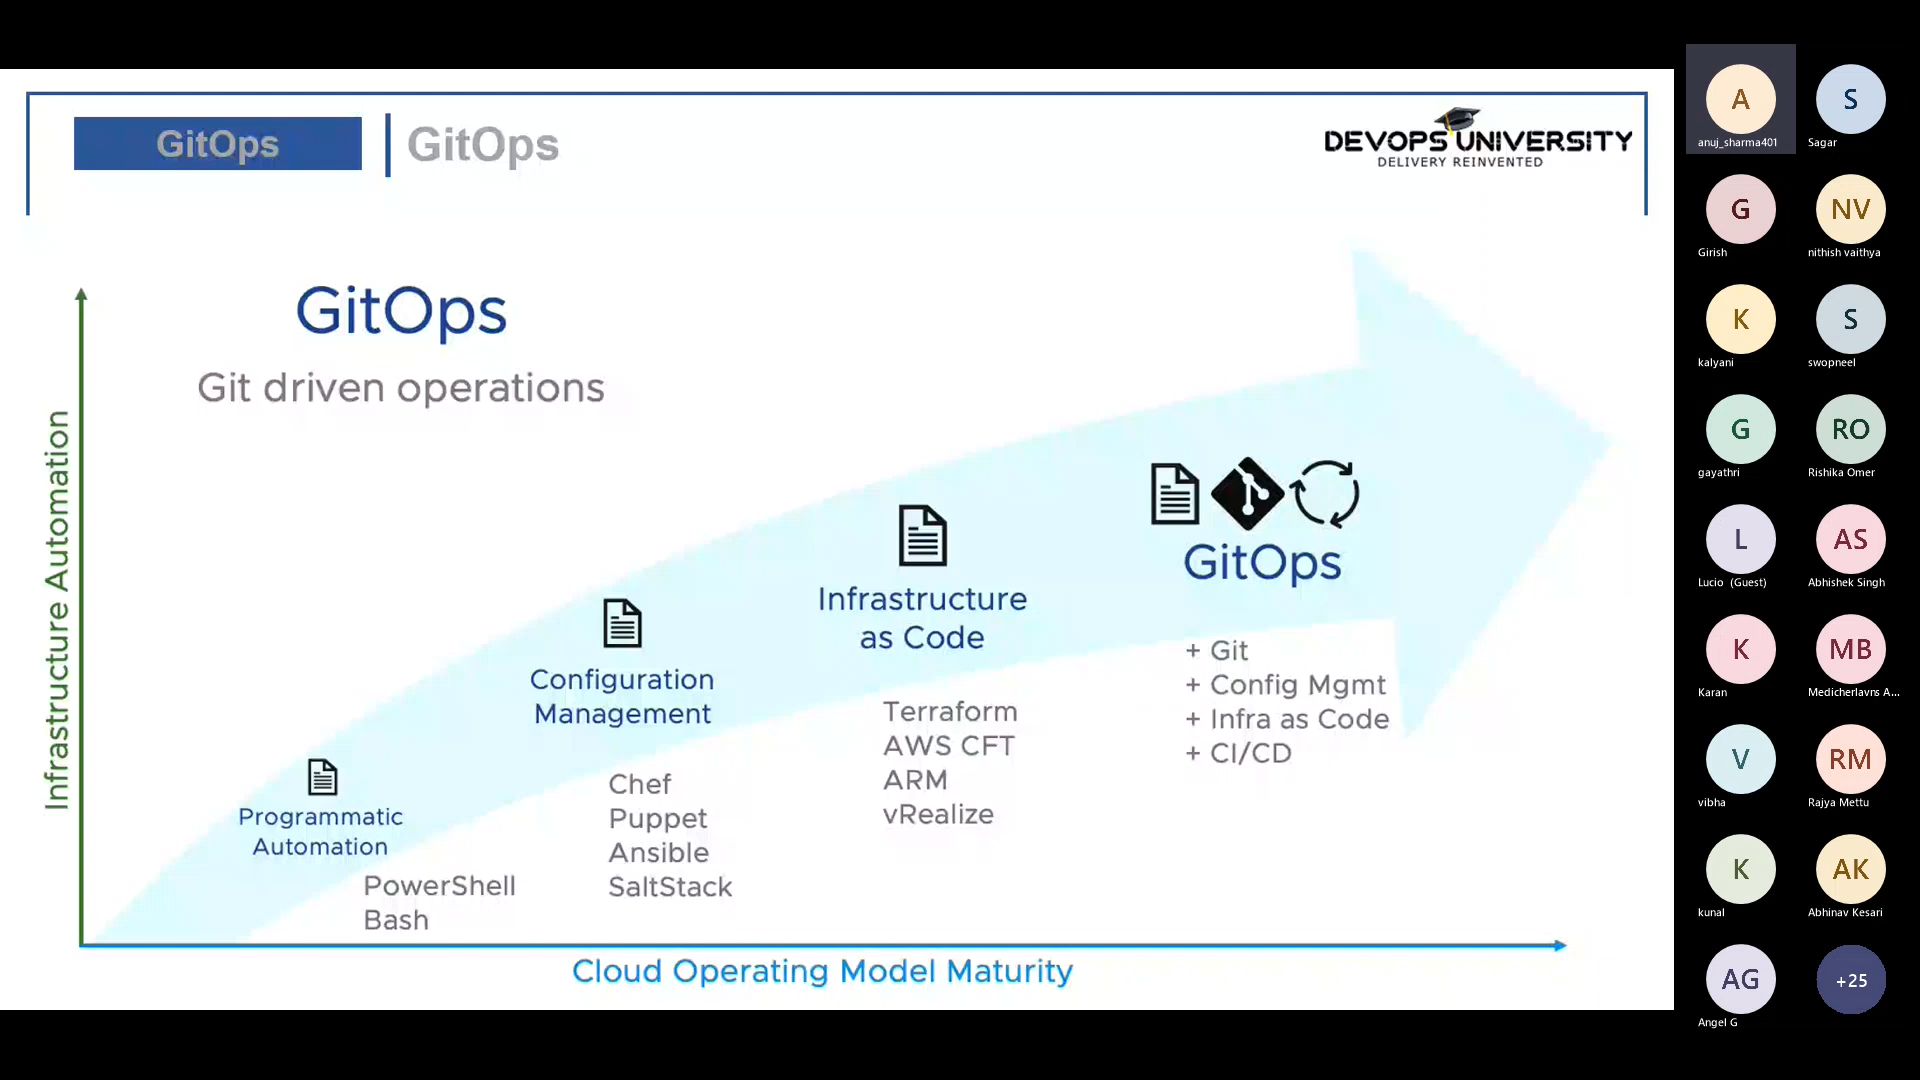 GitOps
GitOps
DEVOPS UNIVERSITY
DELIVERY REINVENTED
GitOps
Git driven operations
Infrastructure Automation
Programmatic
Automation
PowerShell
Bash
Configuration
Management
Chef
Puppet
Ansible
SaltStack
Infrastructure
as Code
Terraform
AWS CFT
ARM
vRealize
GitOps
+ Git
+ Config Mgmt
+ Infra as Code
+ CI/CD
Cloud Operating Model Maturity
A
anuj_sharma401
S
Sagar
G
Girish
NV
nithish vaithya
K
kalyani
S
swopneel
G
gayathri
RO
Rishika Omer
L
Lucio (Guest)
AS
Abhishek Singh
K
Karan
MB
Medicherlavns A...
V
vibha
RM
Rajya Mettu
K
kunal
AK
Abhinav Kesari
AG
Angel G
+25